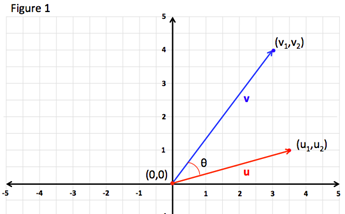 Figure 1
5
(v₁,v₂)
4
3
v
2
(u₁,u₂)
1
θ
(0,0)
u
-5 -4 -3 -2 -1 1 2 3 4 5